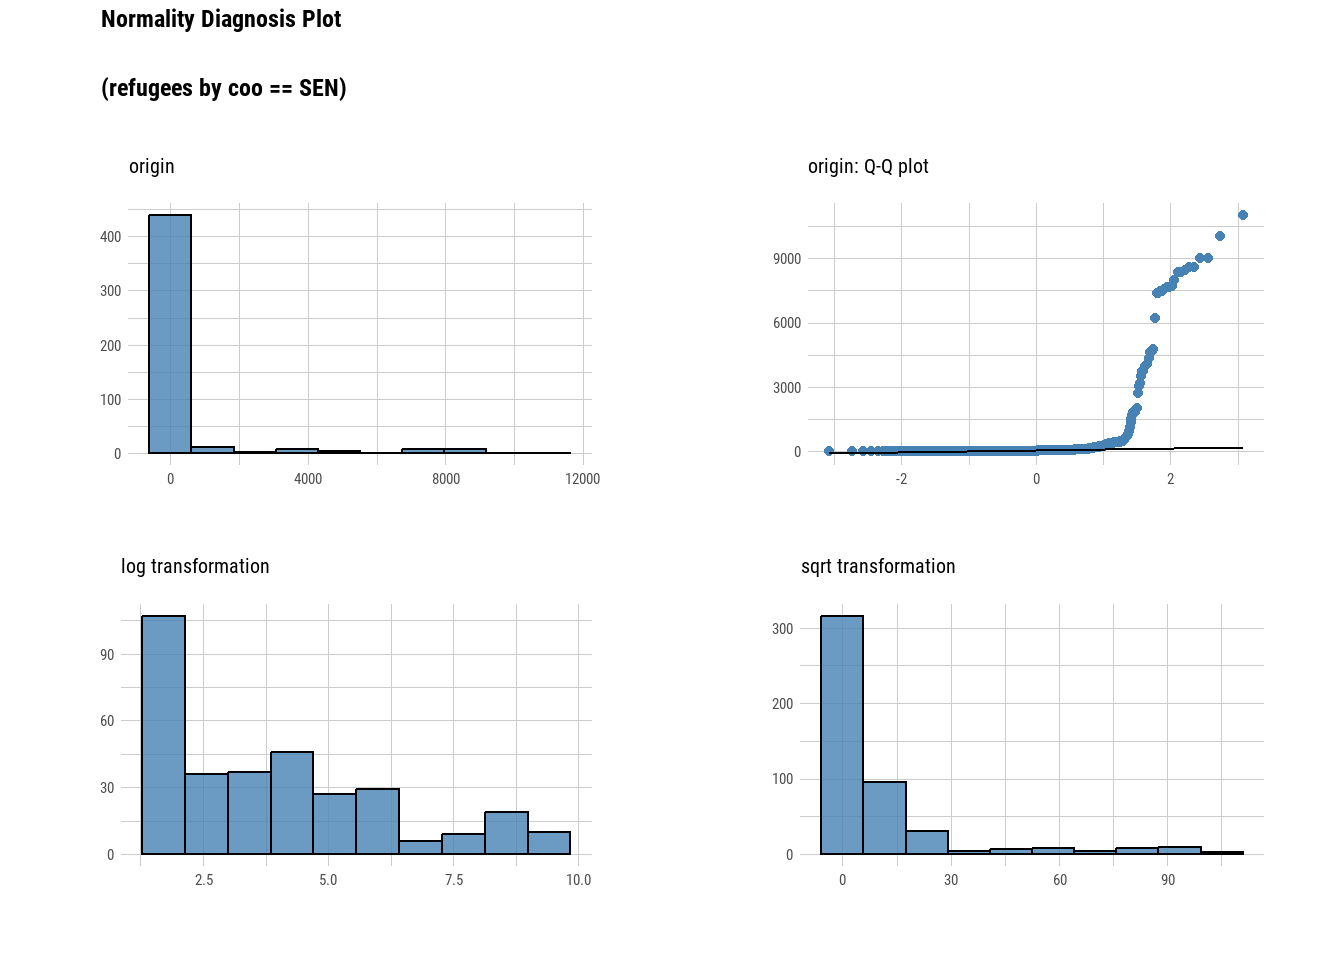 Normality Diagnosis Plot
(refugees by coo == SEN)
origin
400
300
200
100
0
0 4000 8000 12000
origin: Q-Q plot
9000
6000
3000
0
-2 0 2
log transformation
90
60
30
0
2.5 5.0 7.5 10.0
sqrt transformation
300
200
100
0
0 30 60 90